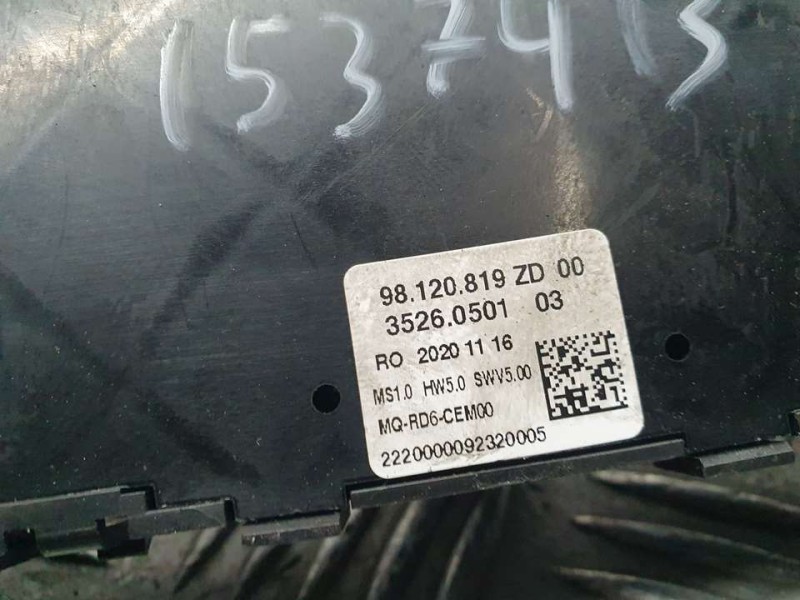 1537415
98.120.819 ZD 00
3526.0501 03
RO 2020 11 16
MS1.0 HW5.0 SWV5.00
MQ-RD6-CEM00
2220000092320005